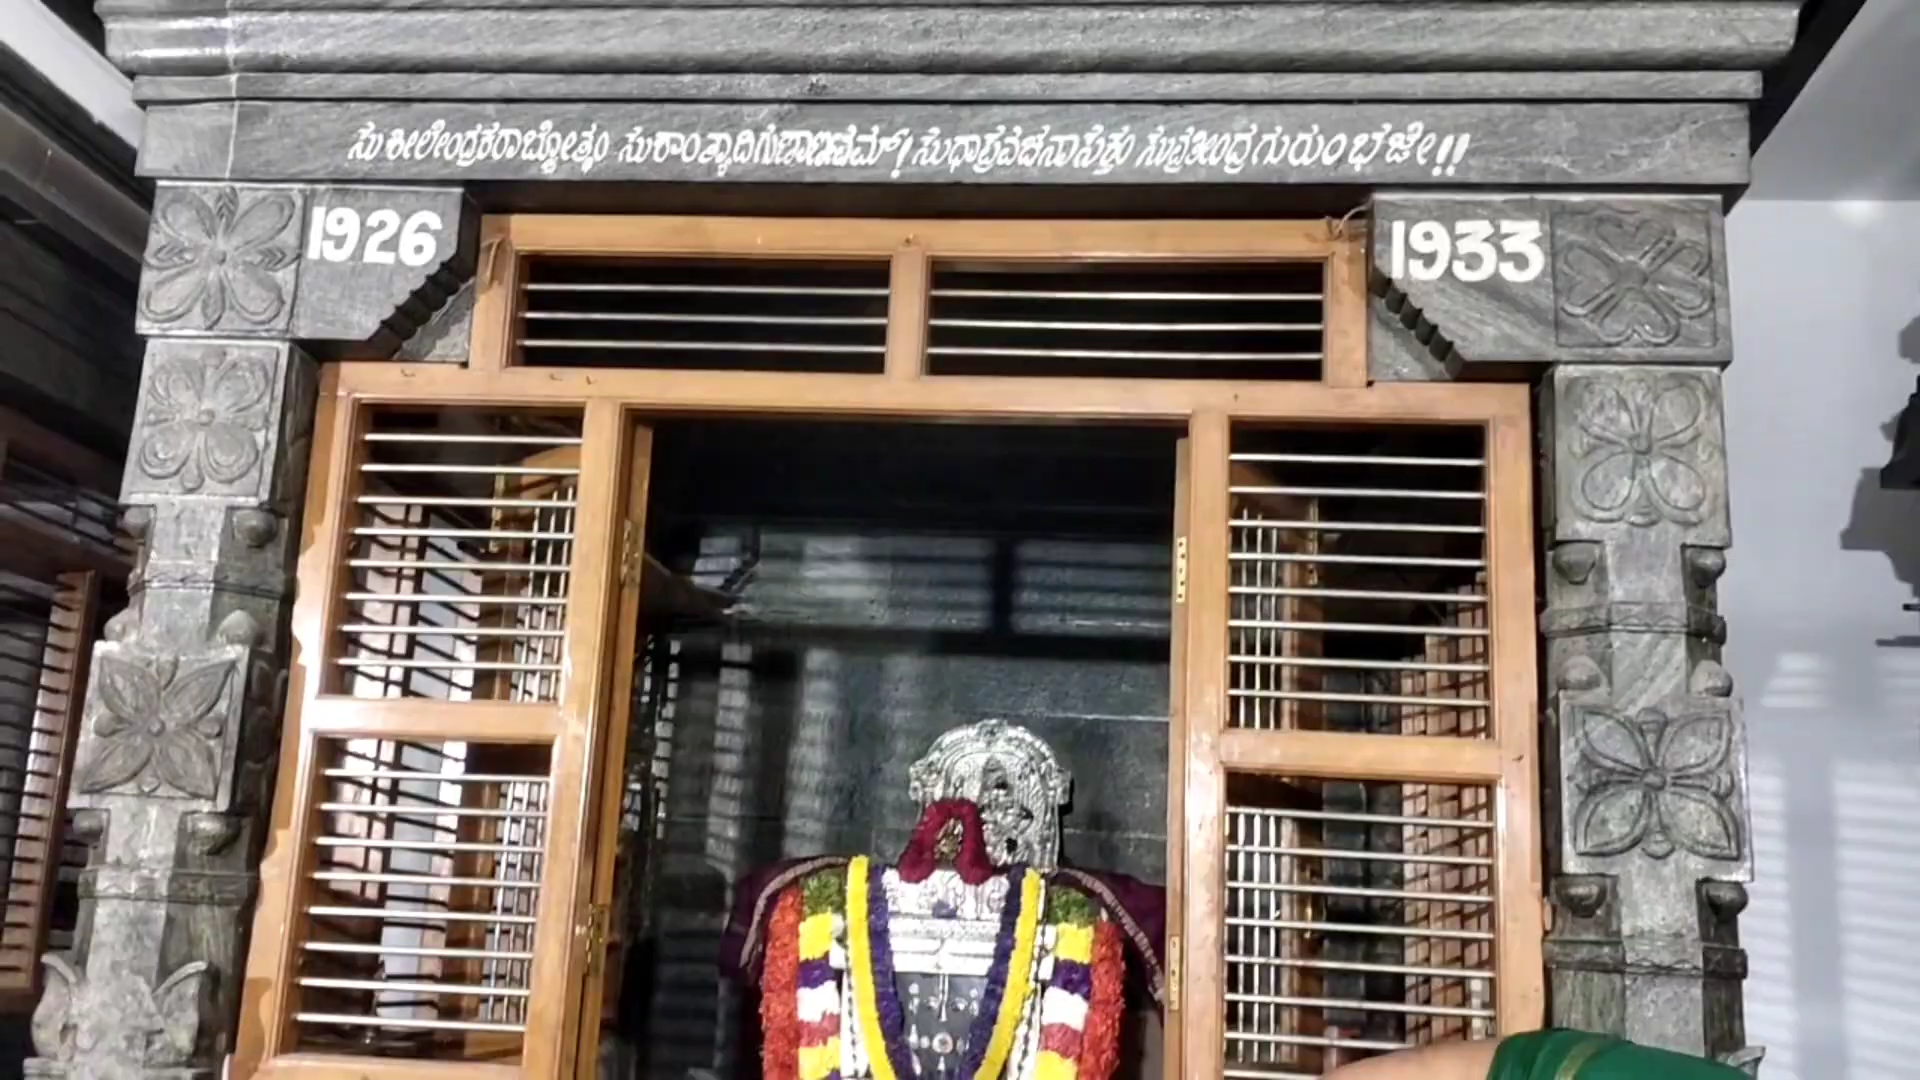 ಸುಶೀಲೇಂದ್ರಕರಾಬ್ಜೋತ್ಥಂ ಸುಶಾಂತ್ಯಾದಿಗುಣಾರ್ಣವಮ್ ! ಸುಧಾಪ್ರವಚನಾಸಕ್ತಂ ಸುವ್ರತೀಂದ್ರಗುರುಂ ಭಜೇ !!
1926 1933